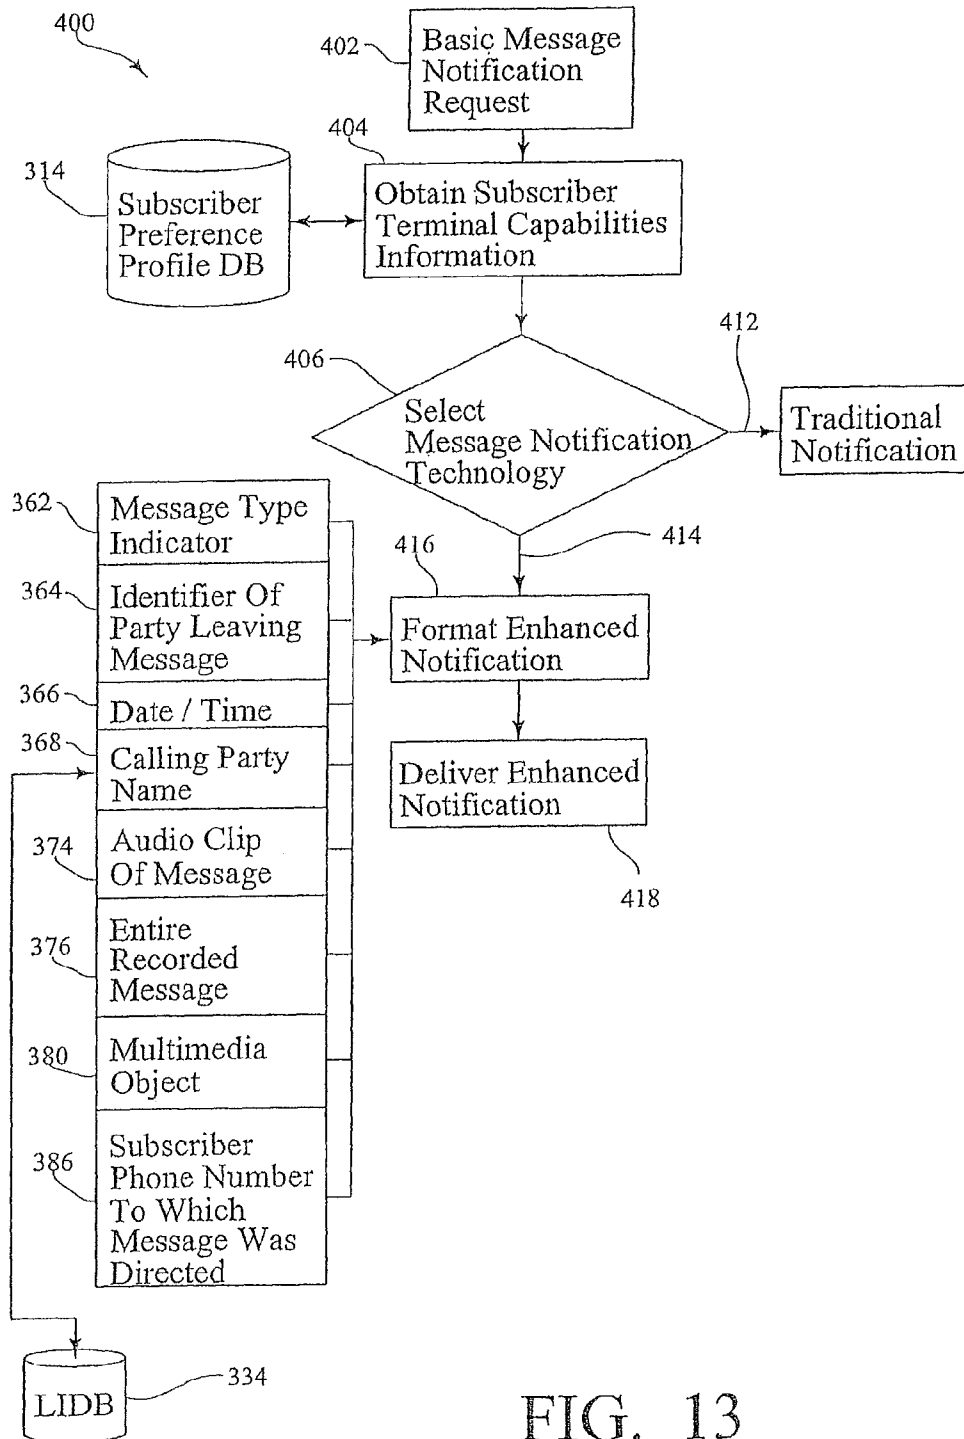 400
402
Basic Message
Notification
Request
404
314
Subscriber
Preference
Profile DB
Obtain Subscriber
Terminal Capabilities
Information
406
412
Select
Message Notification
Technology
Traditional
Notification
414
416
Format Enhanced
Notification
Deliver Enhanced
Notification
418
362
Message Type
Indicator
364
Identifier Of
Party Leaving
Message
366
Date / Time
368
Calling Party
Name
374
Audio Clip
Of Message
376
Entire
Recorded
Message
380
Multimedia
Object
386
Subscriber
Phone Number
To Which
Message Was
Directed
LIDB
334
FIG. 13